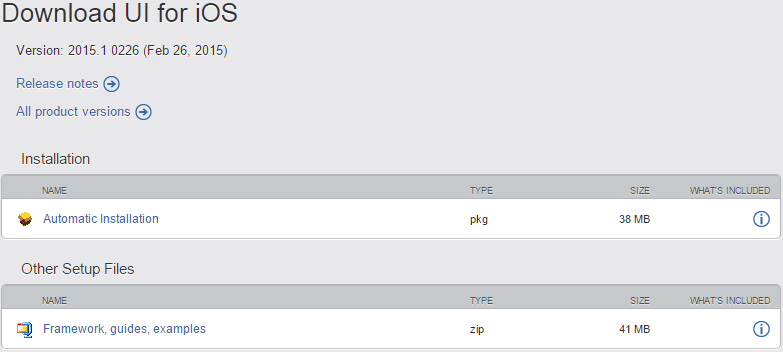 Download UI for iOS
Version: 2015.1 0226 (Feb 26, 2015)
Release notes
All product versions
Installation
NAME TYPE SIZE WHAT'S INCLUDED
Automatic Installation pkg 38 MB
Other Setup Files
NAME TYPE SIZE WHAT'S INCLUDED
Framework, guides, examples zip 41 MB